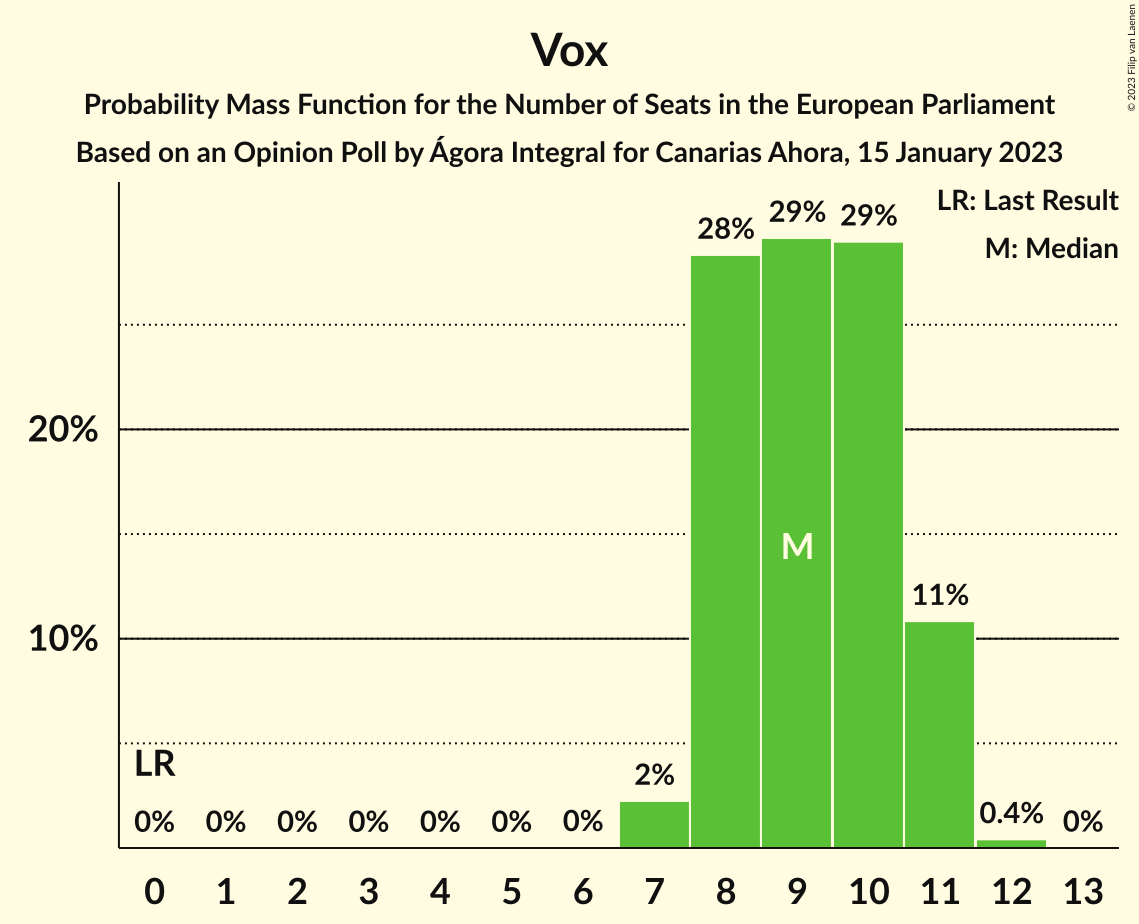 Vox
Probability Mass Function for the Number of Seats in the European Parliament
Based on an Opinion Poll by Ágora Integral for Canarias Ahora, 15 January 2023
© 2023 Filip van Laenen
LR: Last Result
M: Median
28%
29%
29%
20%
M
11%
10%
LR
2%
0%
0%
0%
0%
0%
0%
0%
0.4%
0%
0 1 2 3 4 5 6 7 8 9 10 11 12 13